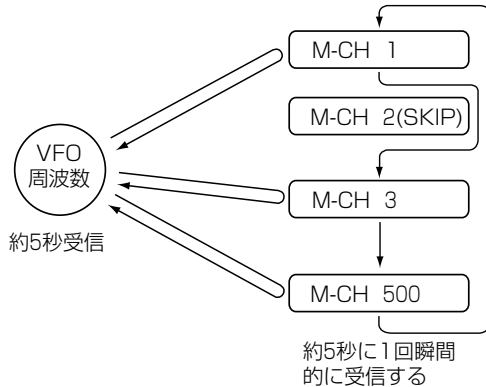 M-CH 1
M-CH 2(SKIP)
VFO
周波数
M-CH 3
約5秒受信
M-CH 500
約5秒に1回瞬間
的に受信する